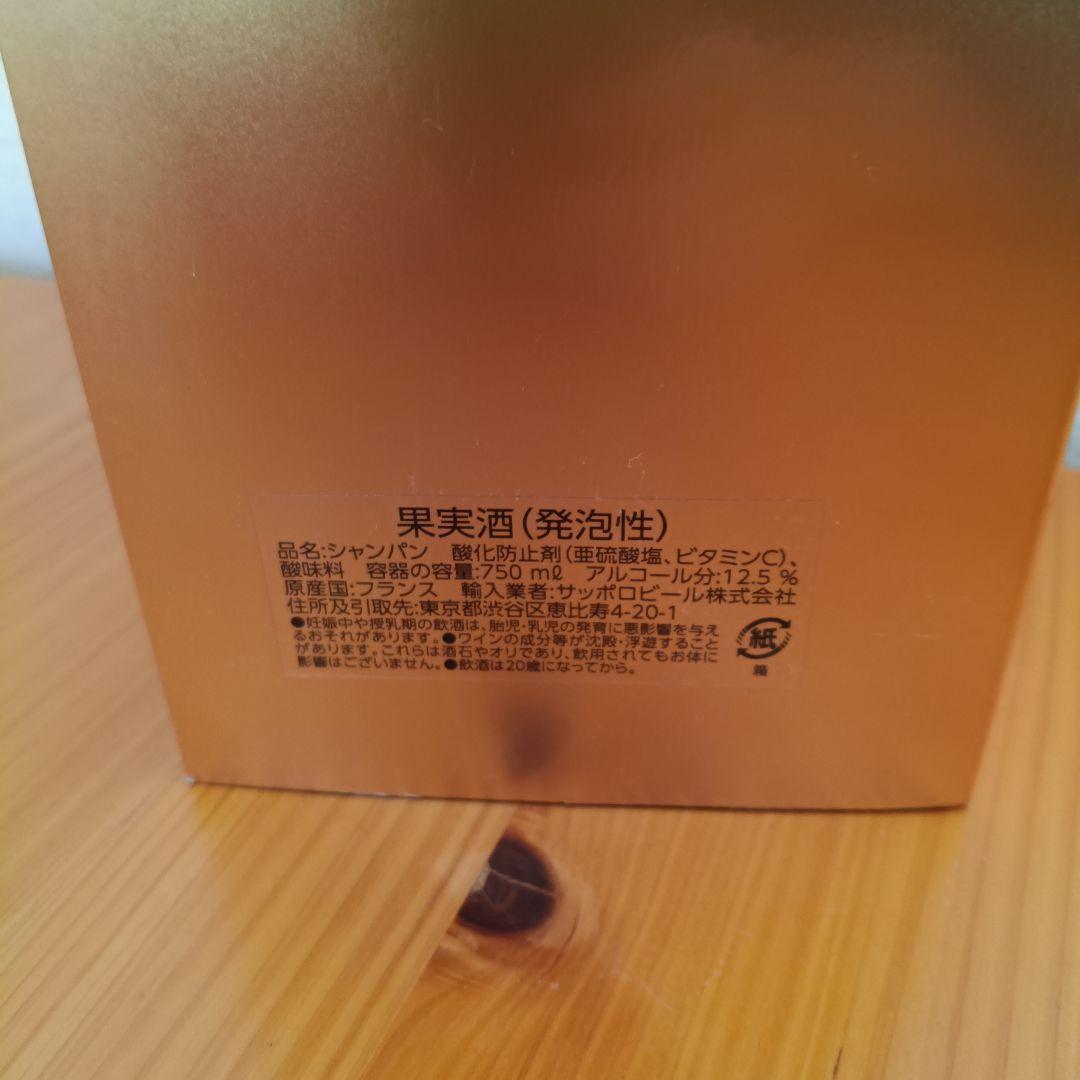 果実酒（発泡性）
品名:シャンパン　酸化防止剤（亜硫酸塩、ビタミンC）、
酸味料　容器の容量:750 mℓ　アルコール分:12.5 %
原産国:フランス　輸入業者:サッポロビール株式会社
住所及引取先:東京都渋谷区恵比寿4-20-1
●妊娠中や授乳期の飲酒は、胎児・乳児の発育に悪影響を与え
るおそれがあります。●ワインの成分等が沈殿・浮遊すること
があります。これらは酒石やオリであり、飲用されてもお体に
影響はございません。●飲酒は20歳になってから。
紙
箱